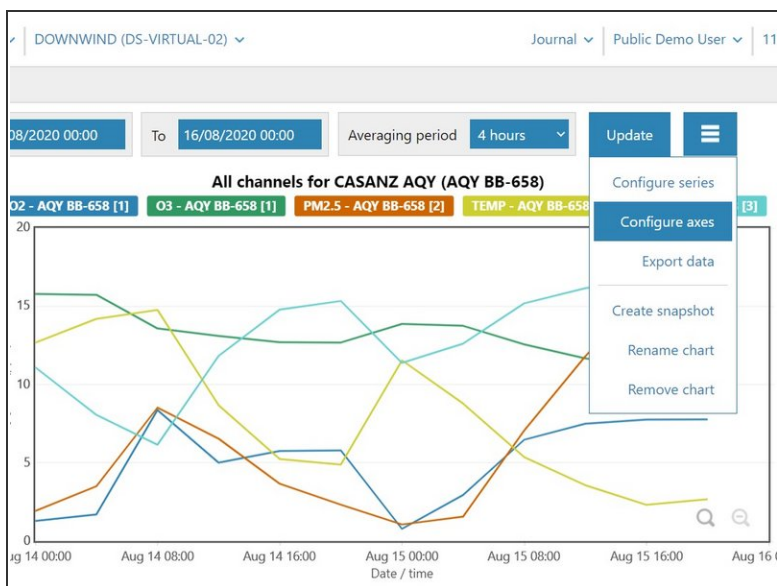 DOWNWIND (DS-VIRTUAL-02)
Journal
Public Demo User
11
08/2020 00:00
To
16/08/2020 00:00
Averaging period
4 hours
Update
All channels for CASANZ AQY (AQY BB-658)
O2 - AQY BB-658 [1]
O3 - AQY BB-658 [1]
PM2.5 - AQY BB-658 [2]
TEMP - AQY BB-658
[3]
Configure series
Configure axes
Export data
Create snapshot
Rename chart
Remove chart
20
15
10
5
0
ug 14 00:00
Aug 14 08:00
Aug 14 16:00
Aug 15 00:00
Aug 15 08:00
Aug 15 16:00
Aug 16 0
Date / time